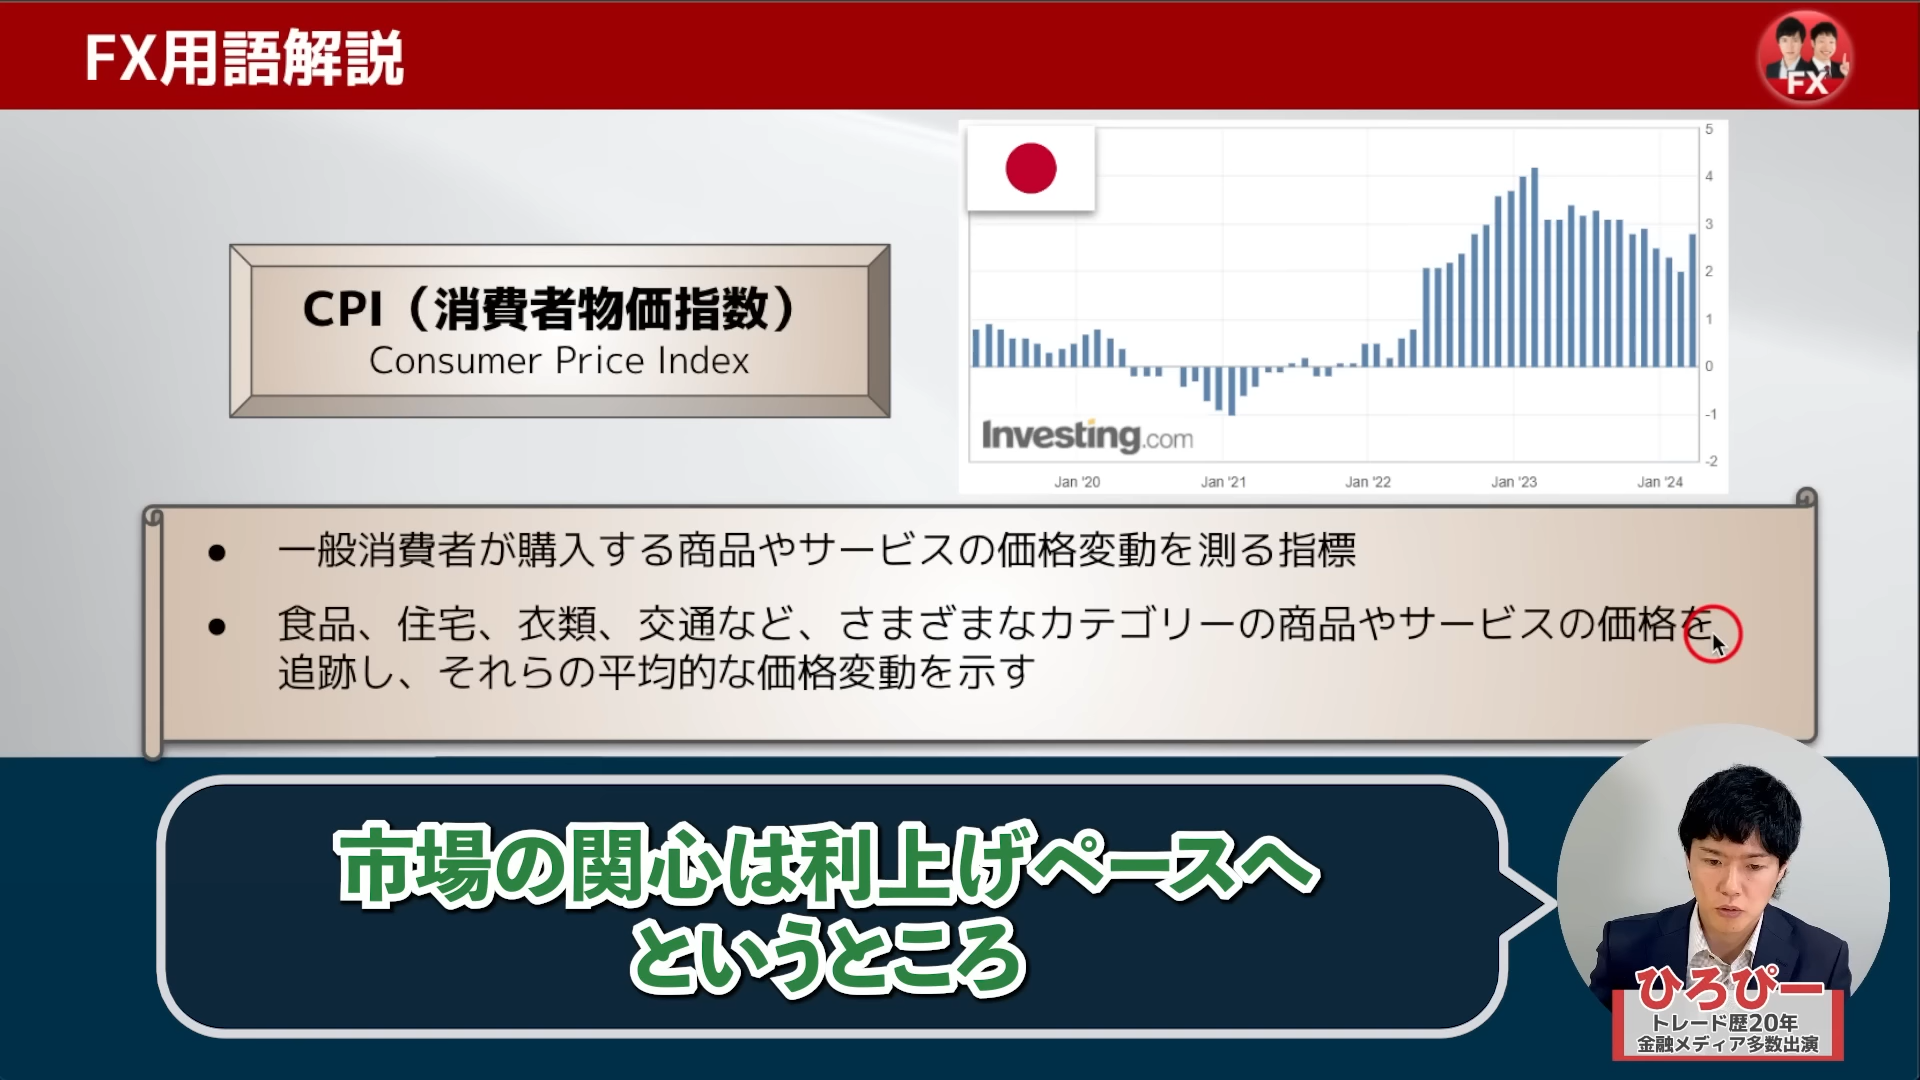 FX用語解説
FX
CPI（消費者物価指数）
Consumer Price Index
5
4
3
2
1
0
-1
-2
Investing.com
Jan '20
Jan '21
Jan '22
Jan '23
Jan '24
● 一般消費者が購入する商品やサービスの価格変動を測る指標
● 食品、住宅、衣類、交通など、さまざまなカテゴリーの商品やサービスの価格を
追跡し、それらの平均的な価格変動を示す
市場の関心は利上げペースへ
というところ
ひろぴー
トレード歴20年
金融メディア多数出演